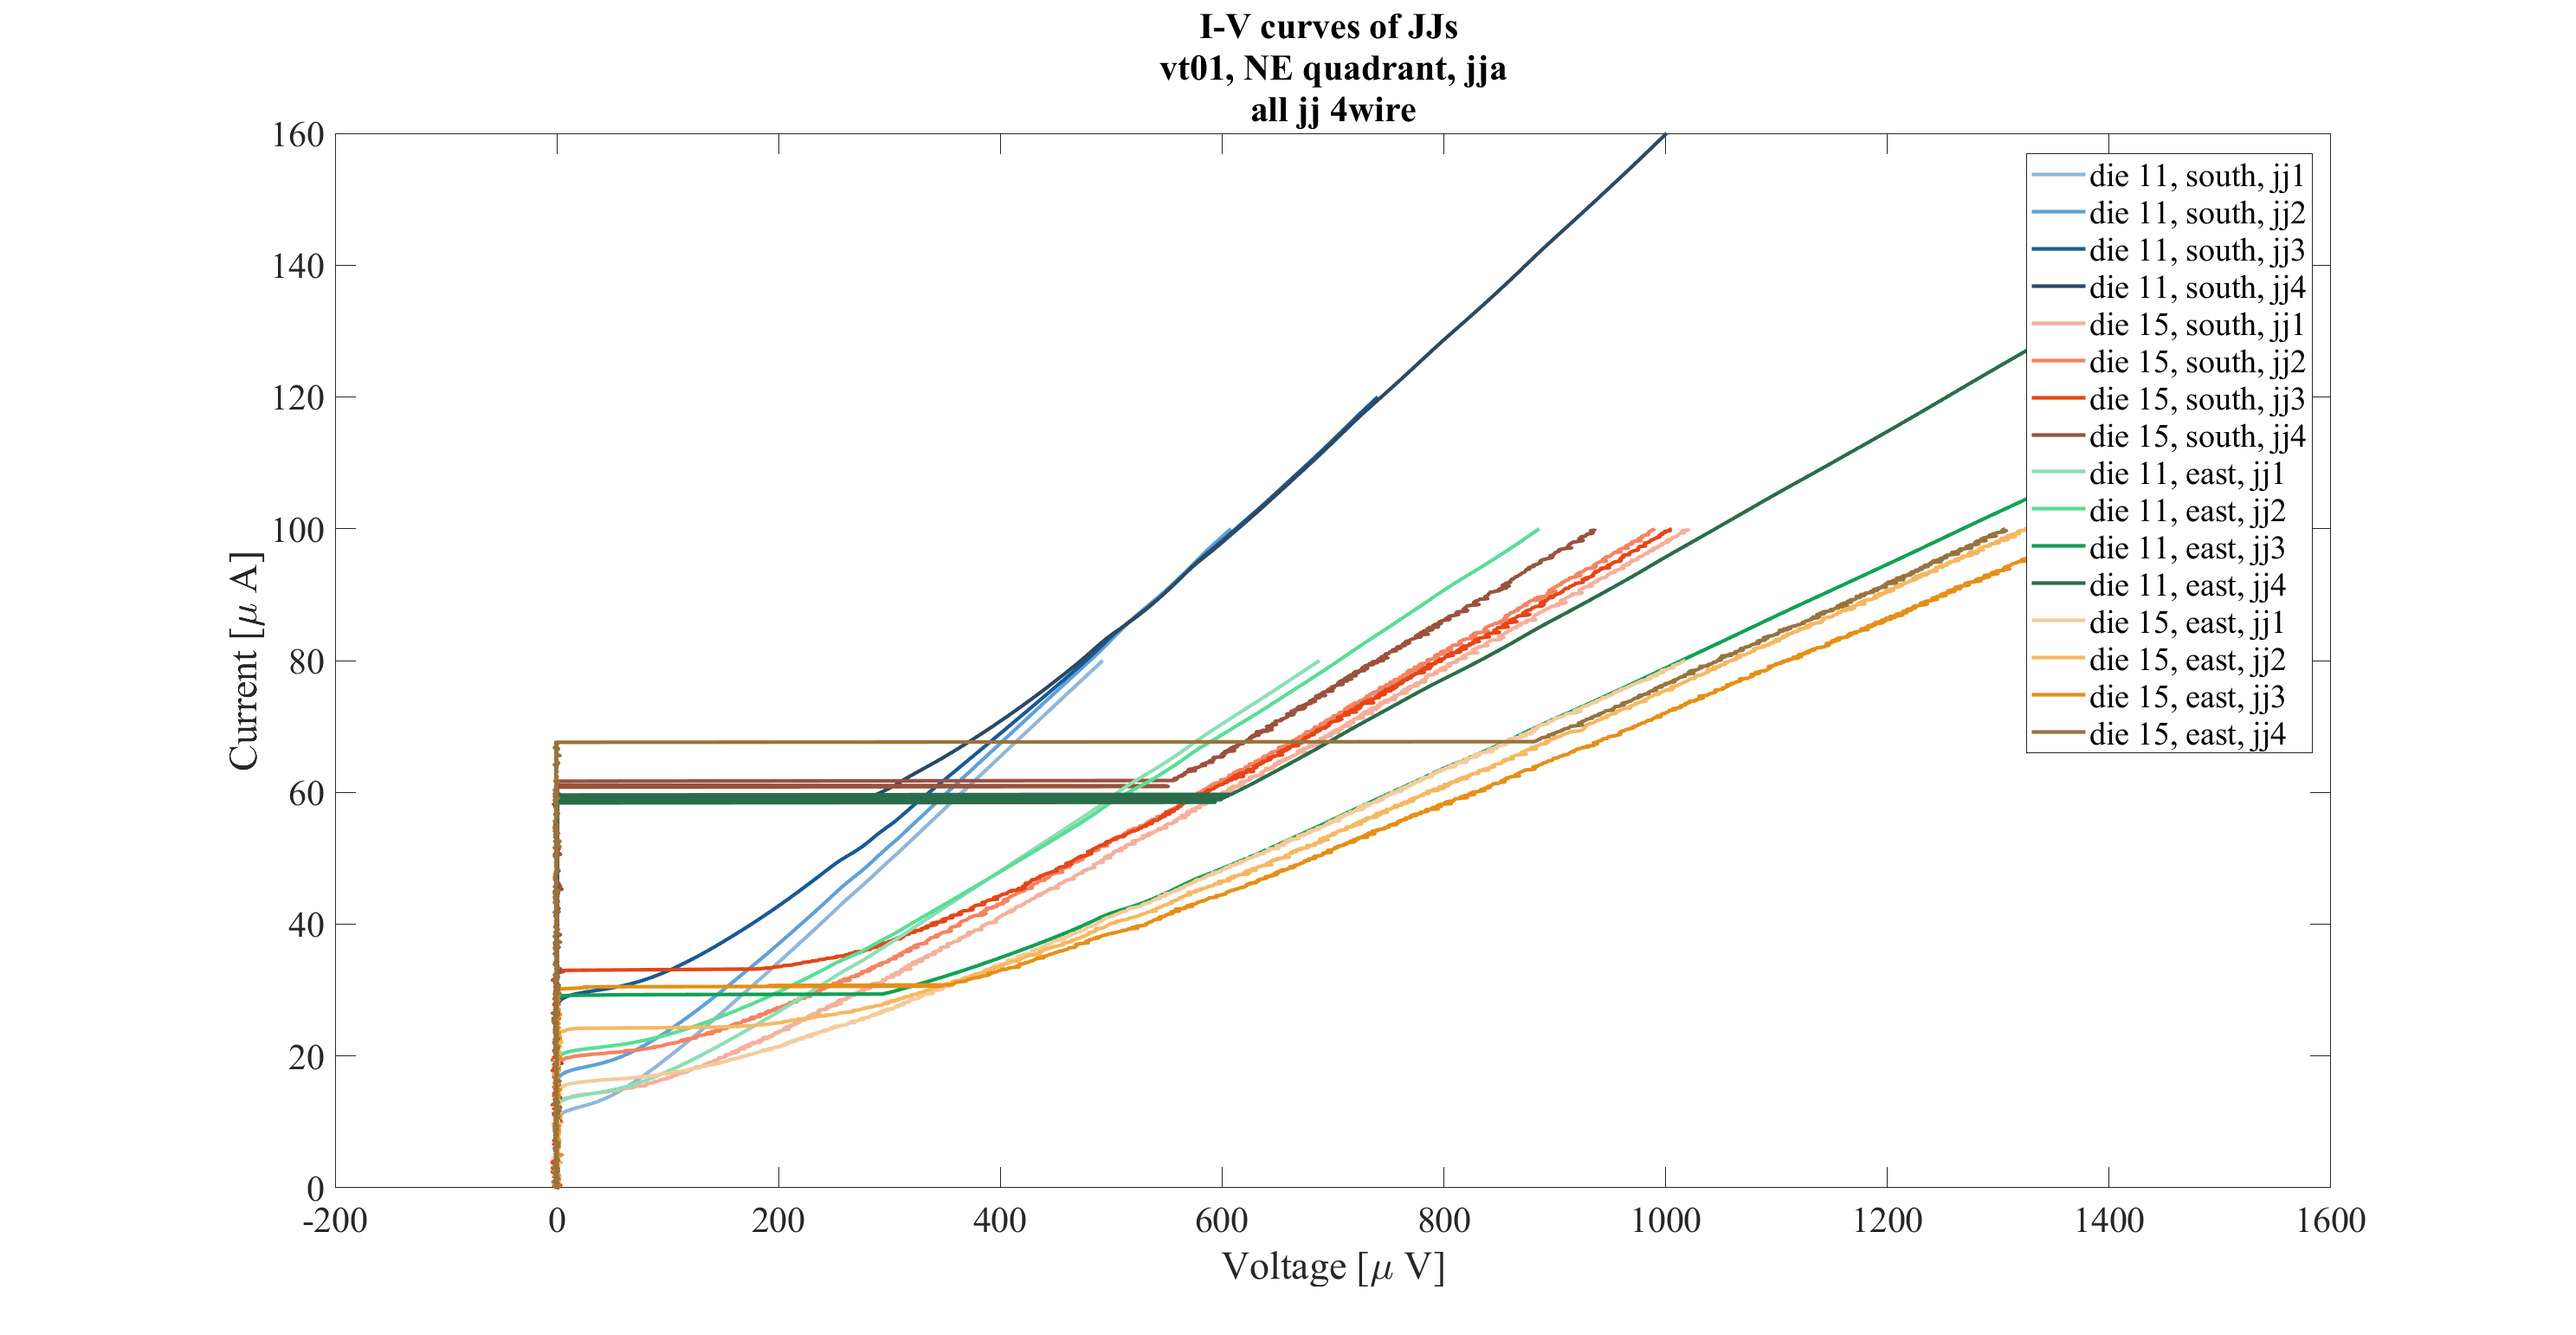 I-V curves of JJs
vt01, NE quadrant, jja
all jj 4wire
160
140
120
100
80
60
40
20
0
Current [μ A]
-200 0 200 400 600 800 1000 1200 1400 1600
Voltage [μ V]
die 11, south, jj1
die 11, south, jj2
die 11, south, jj3
die 11, south, jj4
die 15, south, jj1
die 15, south, jj2
die 15, south, jj3
die 15, south, jj4
die 11, east, jj1
die 11, east, jj2
die 11, east, jj3
die 11, east, jj4
die 15, east, jj1
die 15, east, jj2
die 15, east, jj3
die 15, east, jj4